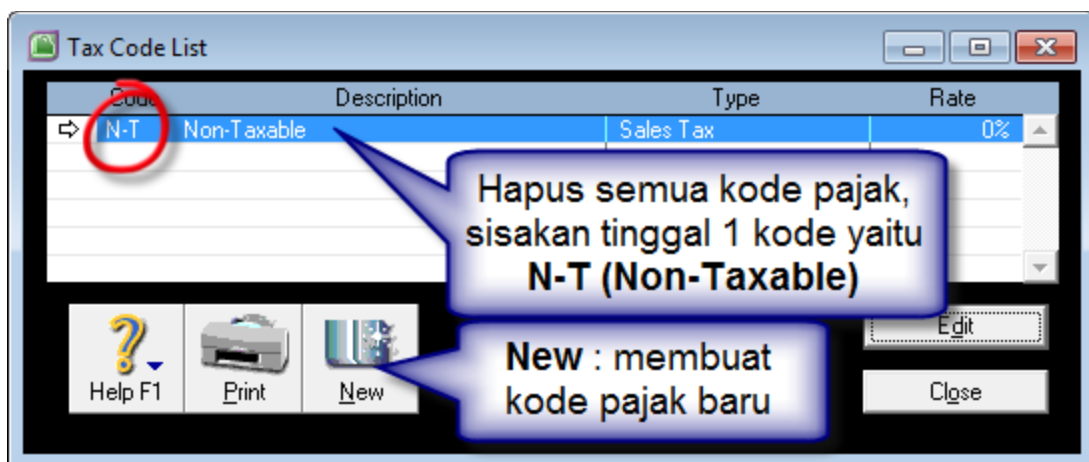 Tax Code List
Code Description Type Rate
N-T Non-Taxable Sales Tax 0%
Hapus semua kode pajak,
sisakan tinggal 1 kode yaitu
N-T (Non-Taxable)
New : membuat
kode pajak baru
Help F1 Print New
Edit
Close